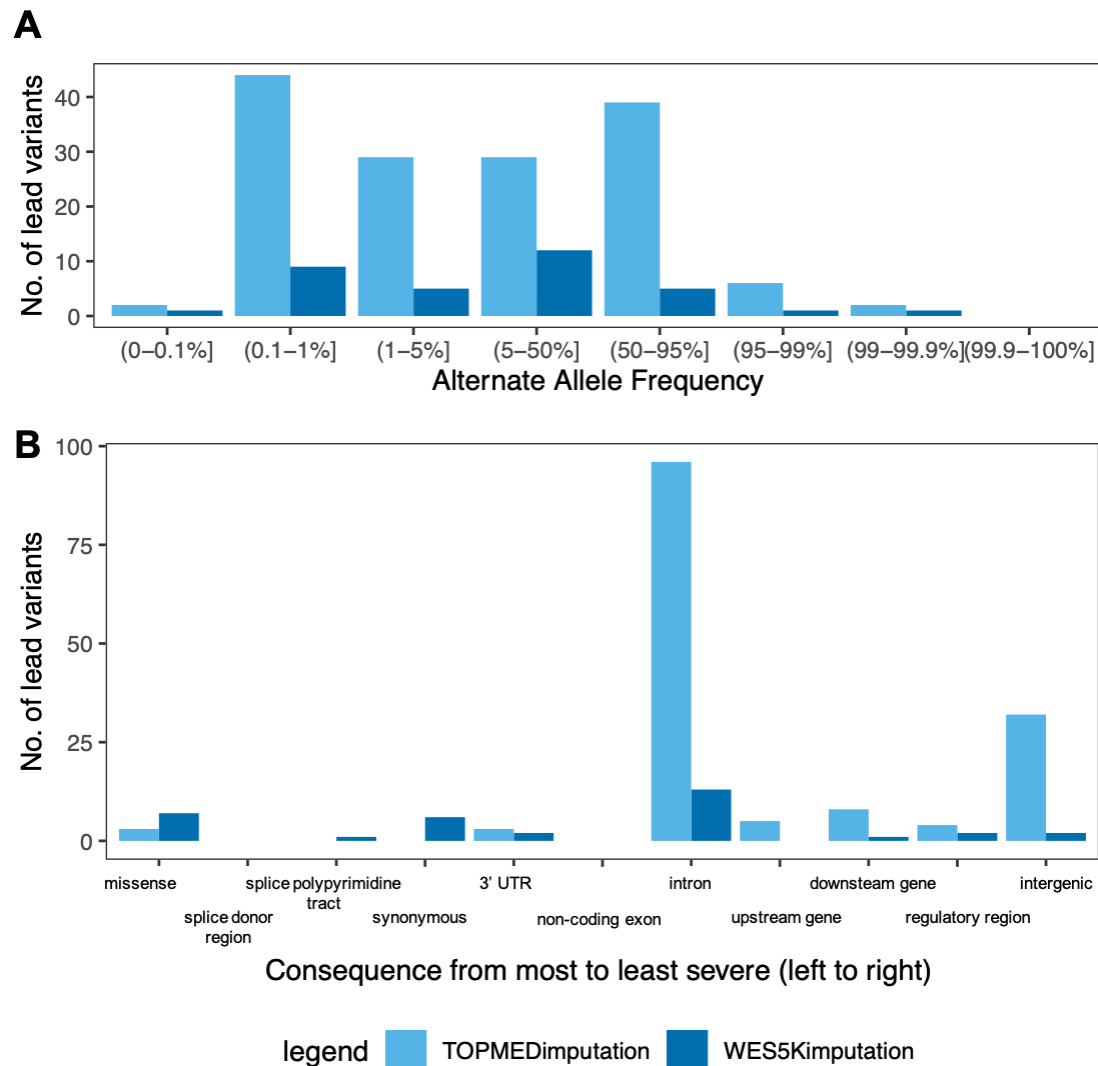 A
No. of lead variants
40
30
20
10
0
(0–0.1%] (0.1–1%] (1–5%] (5–50%] (50–95%] (95–99%] (99–99.9%] (99.9–100%]
Alternate Allele Frequency
B
No. of lead variants
100
75
50
25
0
missense splice polypyrimidine 3' UTR intron downsteam gene intergenic
tract
splice donor synonymous non-coding exon upstream gene regulatory region
region
Consequence from most to least severe (left to right)
legend TOPMEDimputation WES5Kimputation